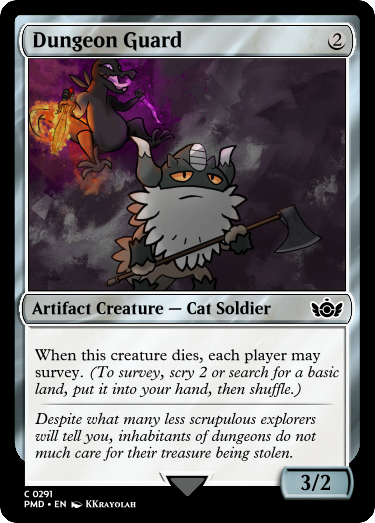 Dungeon Guard 2
Artifact Creature — Cat Soldier
When this creature dies, each player may
survey. (To survey, scry 2 or search for a basic
land, put it into your hand, then shuffle.)
Despite what many less scrupulous explorers
will tell you, inhabitants of dungeons do not
much care for their treasure being stolen.
3/2
C 0291
PMD • EN KKrayolah